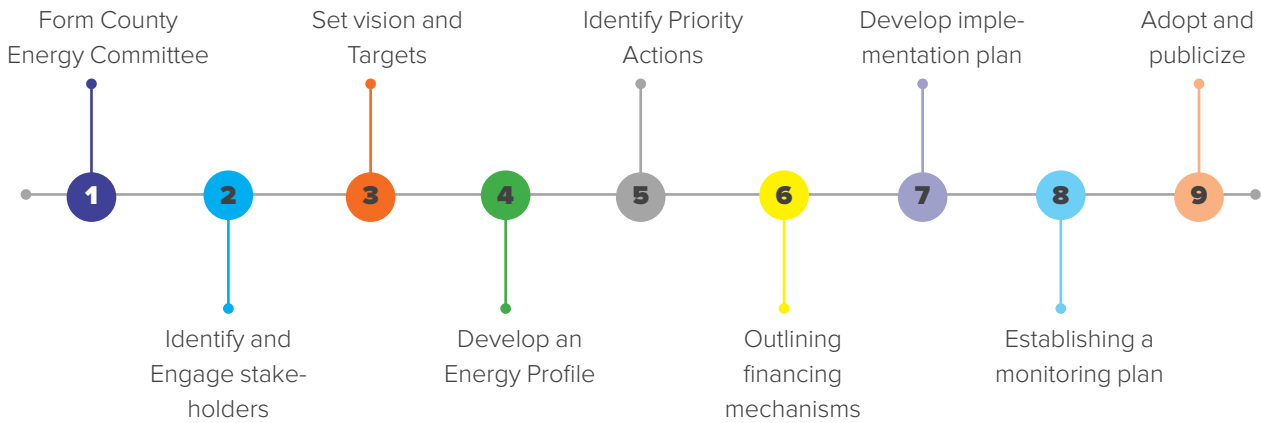 Form County
Energy Committee
Set vision and
Targets
Identify Priority
Actions
Develop imple-
mentation plan
Adopt and
publicize
1
2
3
4
5
6
7
8
9
Identify and
Engage stake-
holders
Develop an
Energy Profile
Outlining
financing
mechanisms
Establishing a
monitoring plan